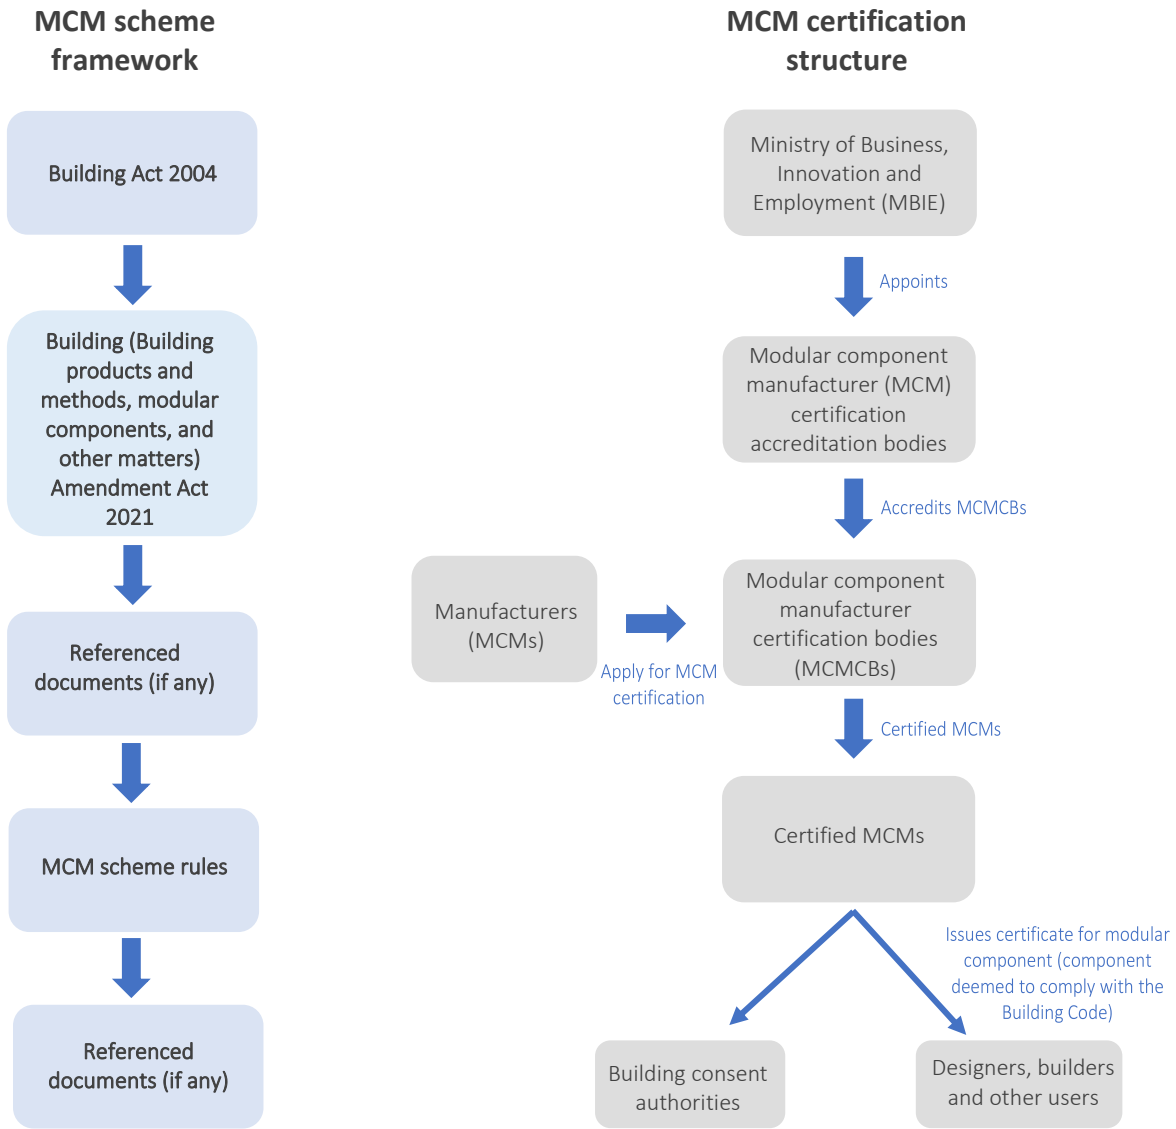 MCM scheme
framework
Building Act 2004
Building (Building
products and
methods, modular
components, and
other matters)
Amendment Act
2021
Referenced
documents (if any)
MCM scheme rules
Referenced
documents (if any)
MCM certification
structure
Ministry of Business,
Innovation and
Employment (MBIE)
Appoints
Modular component
manufacturer (MCM)
certification
accreditation bodies
Accredits MCMCBs
Manufacturers
(MCMs)
Apply for MCM
certification
Modular component
manufacturer
certification bodies
(MCMCBs)
Certified MCMs
Certified MCMs
Issues certificate for modular
component (component
deemed to comply with the
Building Code)
Building consent
authorities
Designers, builders
and other users